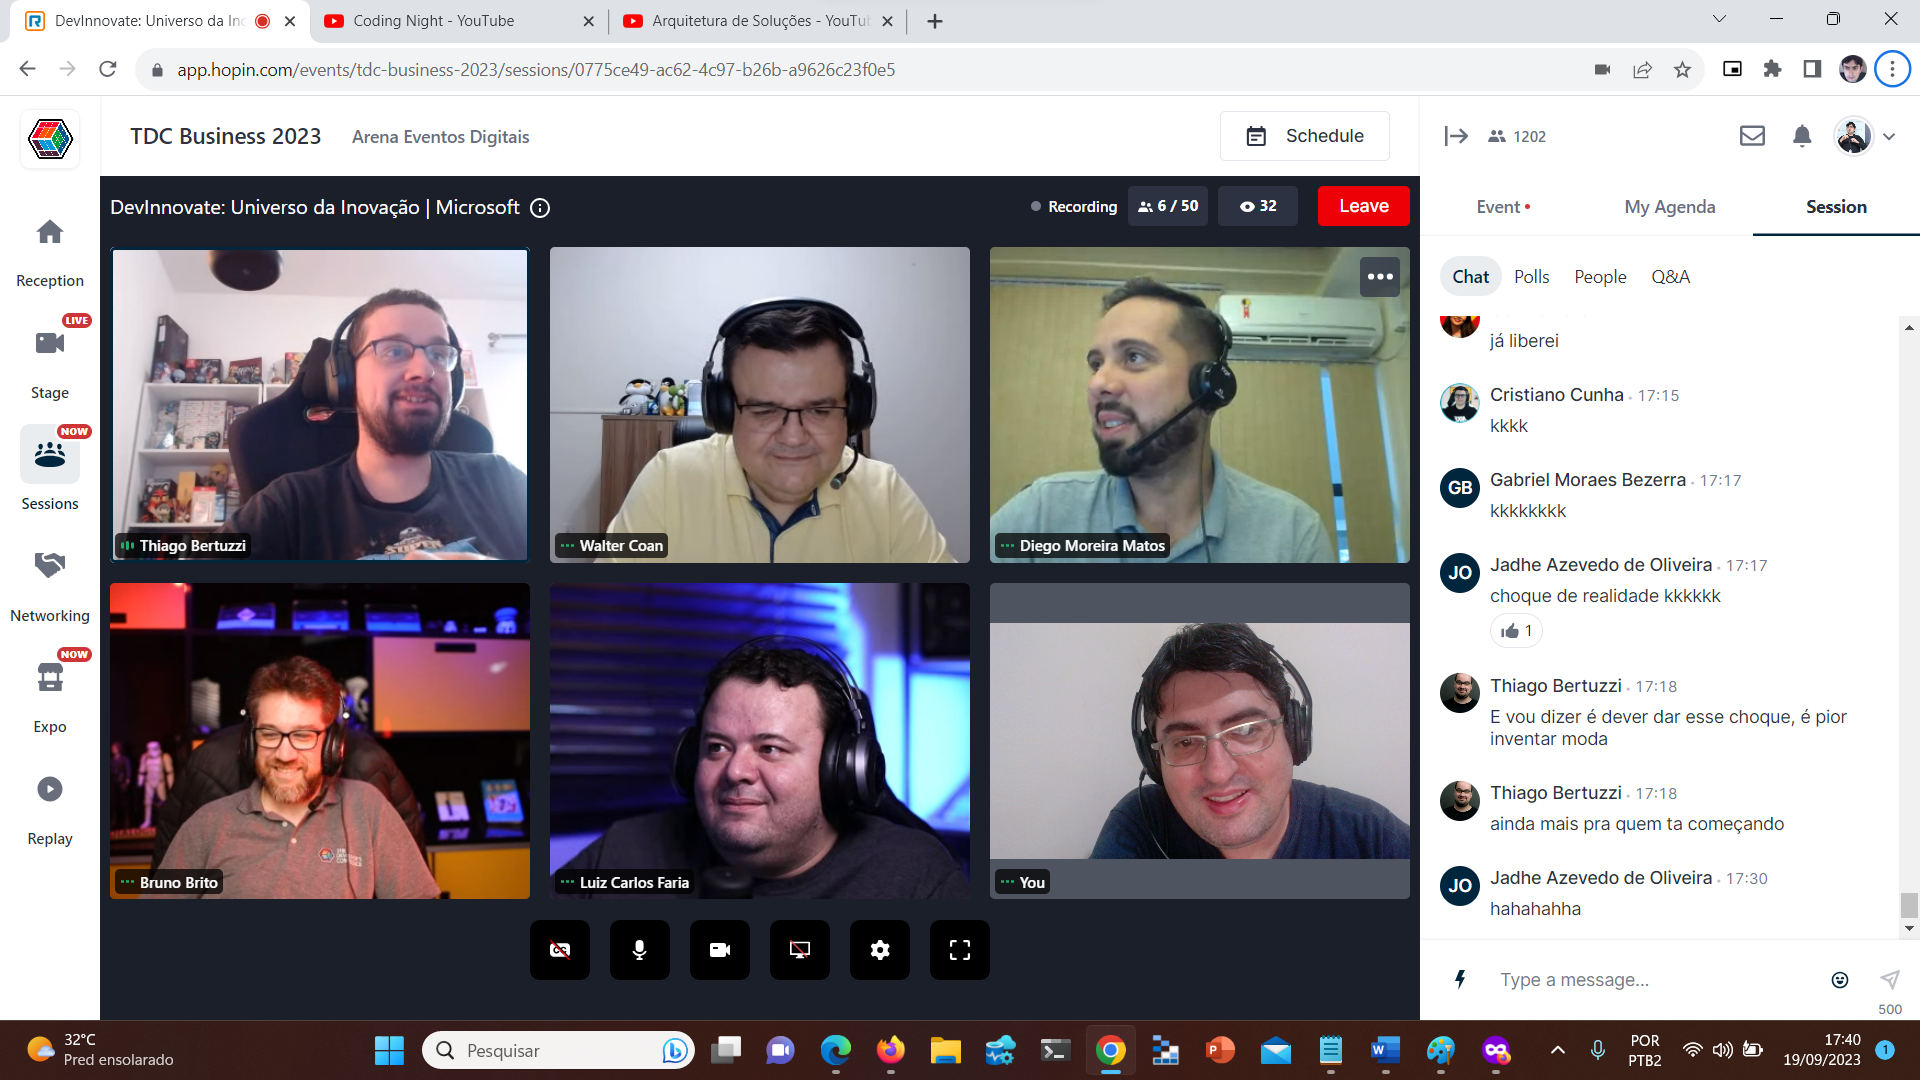 DevInnovate: Universo da In
Coding Night - YouTube
Arquitetura de Soluções - YouTu
app.hopin.com/events/tdc-business-2023/sessions/0775ce49-ac62-4c97-b26b-a9626c23f0e5
TDC Business 2023
Arena Eventos Digitais
Schedule
1202
DevInnovate: Universo da Inovação | Microsoft
Recording
6 / 50
32
Leave
Event
My Agenda
Session
Reception
LIVE
Stage
NOW
Sessions
Networking
NOW
Expo
Replay
Thiago Bertuzzi
Walter Coan
Diego Moreira Matos
Bruno Brito
Luiz Carlos Faria
You
CC
Chat
Polls
People
Q&A
já liberei
Cristiano Cunha 17:15
kkkk
GB
Gabriel Moraes Bezerra 17:17
kkkkkkkk
JO
Jadhe Azevedo de Oliveira 17:17
choque de realidade kkkkkk
1
Thiago Bertuzzi 17:18
E vou dizer é dever dar esse choque, é pior
inventar moda
Thiago Bertuzzi 17:18
ainda mais pra quem ta começando
JO
Jadhe Azevedo de Oliveira 17:30
hahahahha
Type a message...
500
32°C
Pred ensolarado
Pesquisar
POR
PTB2
17:40
19/09/2023
1